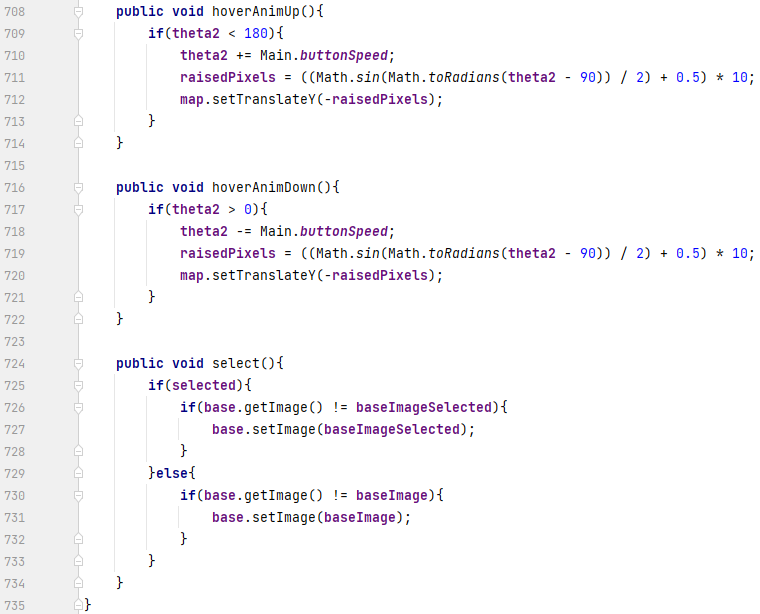 708 public void hoverAnimUp(){
709 if(theta2 < 180){
710 theta2 += Main.buttonSpeed;
711 raisedPixels = ((Math.sin(Math.toRadians(theta2 - 90)) / 2) + 0.5) * 10;
712 map.setTranslateY(-raisedPixels);
713 }
714 }
715
716 public void hoverAnimDown(){
717 if(theta2 > 0){
718 theta2 -= Main.buttonSpeed;
719 raisedPixels = ((Math.sin(Math.toRadians(theta2 - 90)) / 2) + 0.5) * 10;
720 map.setTranslateY(-raisedPixels);
721 }
722 }
723
724 public void select(){
725 if(selected){
726 if(base.getImage() != baseImageSelected){
727 base.setImage(baseImageSelected);
728 }
729 }else{
730 if(base.getImage() != baseImage){
731 base.setImage(baseImage);
732 }
733 }
734 }
735 }